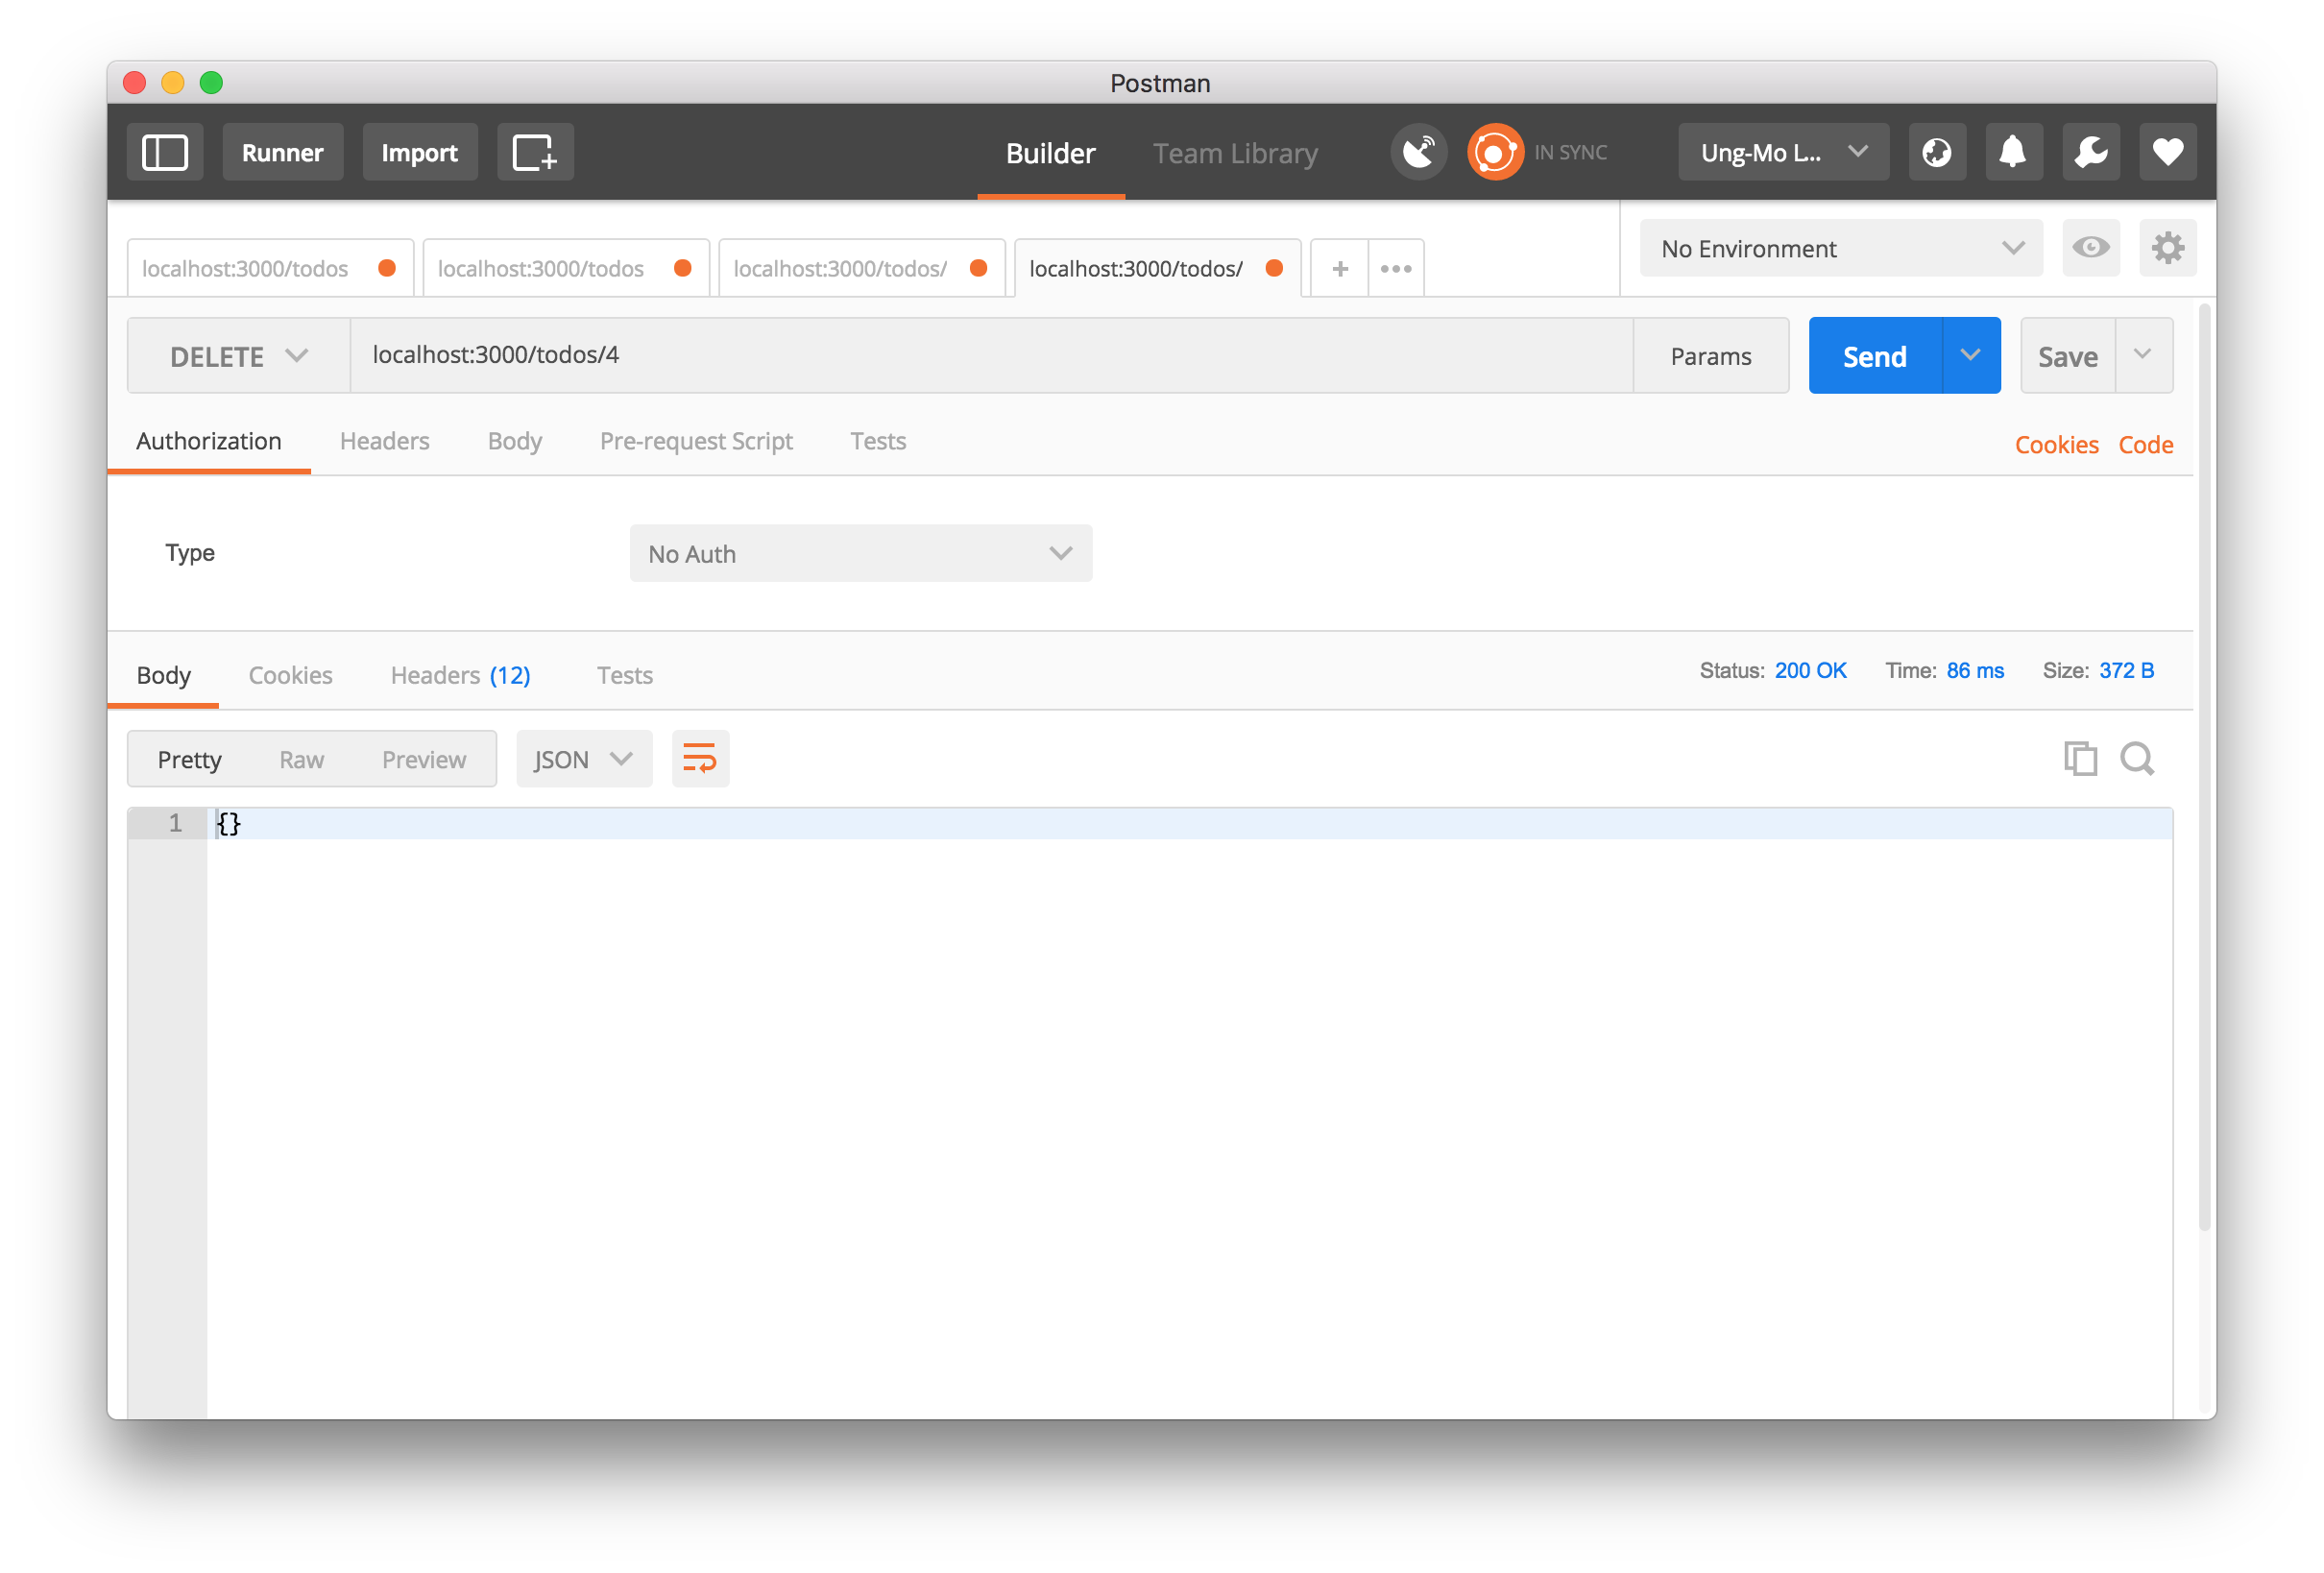 Postman
Runner Import Builder Team Library IN SYNC Ung-Mo L...
localhost:3000/todos localhost:3000/todos localhost:3000/todos/ localhost:3000/todos/ No Environment
DELETE localhost:3000/todos/4 Params Send Save
Authorization Headers Body Pre-request Script Tests Cookies Code
Type No Auth
Body Cookies Headers (12) Tests Status: 200 OK Time: 86 ms Size: 372 B
Pretty Raw Preview JSON
1 {}